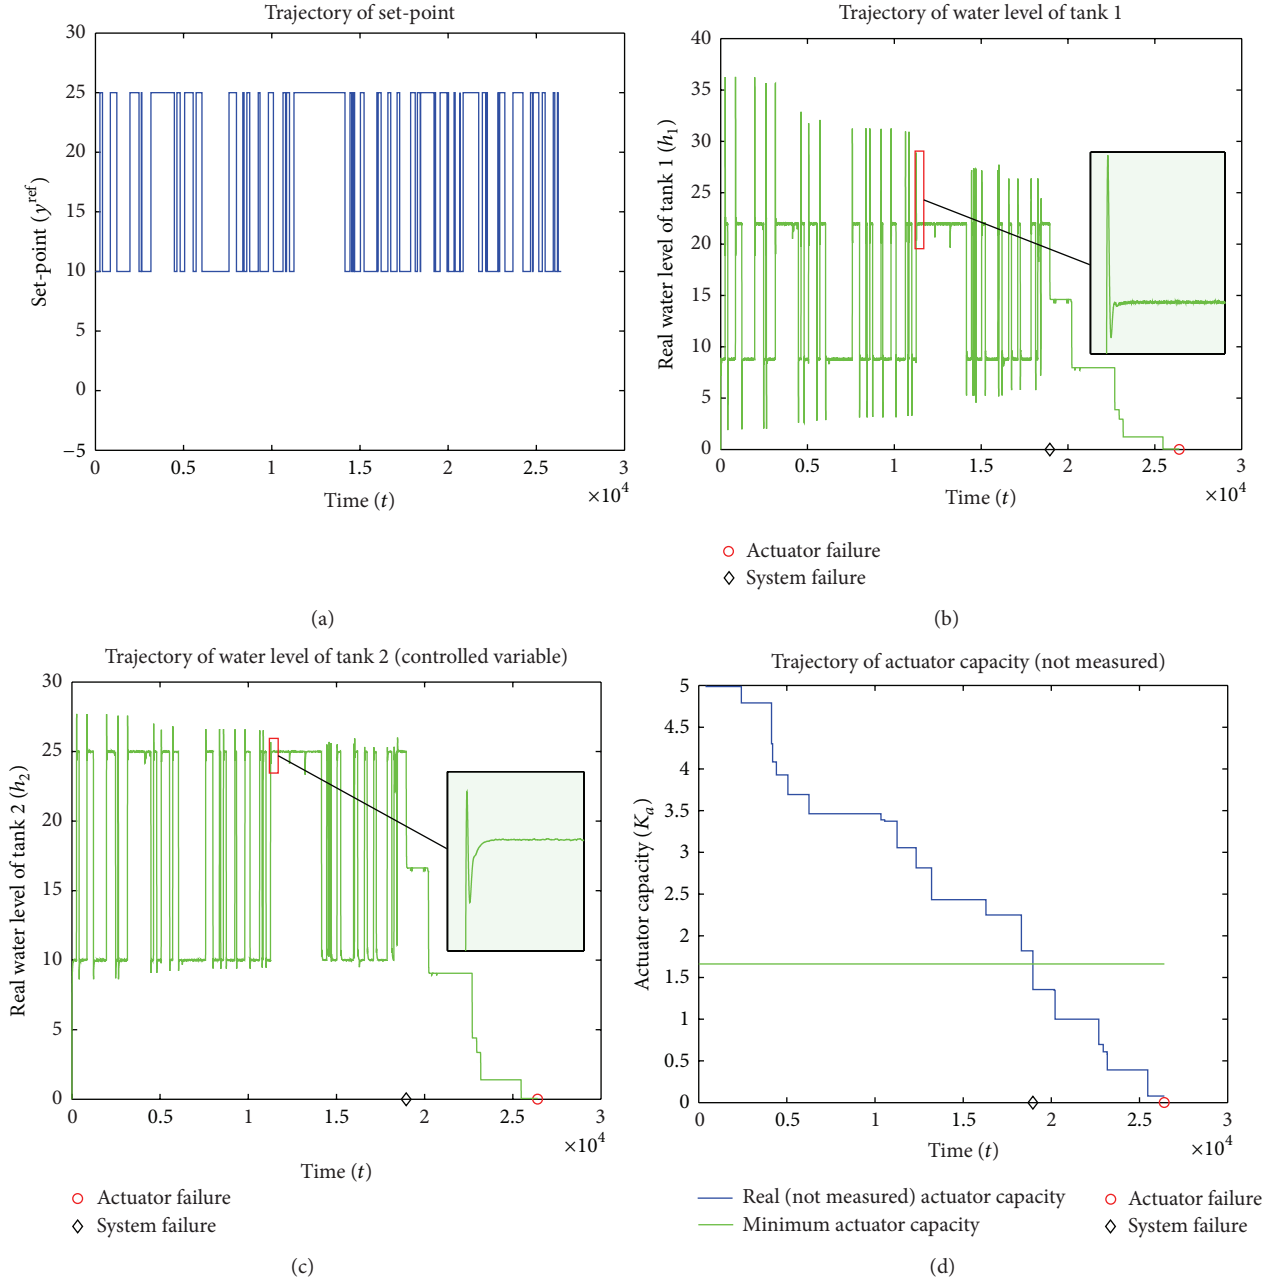 Trajectory of set-point
30
25
20
15
10
5
0
−5
Set-point (y^ref)
0 0.5 1 1.5 2 2.5 3
×10^4
Time (t)
(a)
Trajectory of water level of tank 1
40
35
30
25
20
15
10
5
0
Real water level of tank 1 (h_1)
0 0.5 1 1.5 2 2.5 3
×10^4
Time (t)
Actuator failure
System failure
(b)
Trajectory of water level of tank 2 (controlled variable)
30
25
20
15
10
5
0
Real water level of tank 2 (h_2)
0 0.5 1 1.5 2 2.5 3
×10^4
Time (t)
Actuator failure
System failure
(c)
Trajectory of actuator capacity (not measured)
5
4.5
4
3.5
3
2.5
2
1.5
1
0.5
0
Actuator capacity (K_a)
0 0.5 1 1.5 2 2.5 3
×10^4
Time (t)
Real (not measured) actuator capacity
Minimum actuator capacity
Actuator failure
System failure
(d)